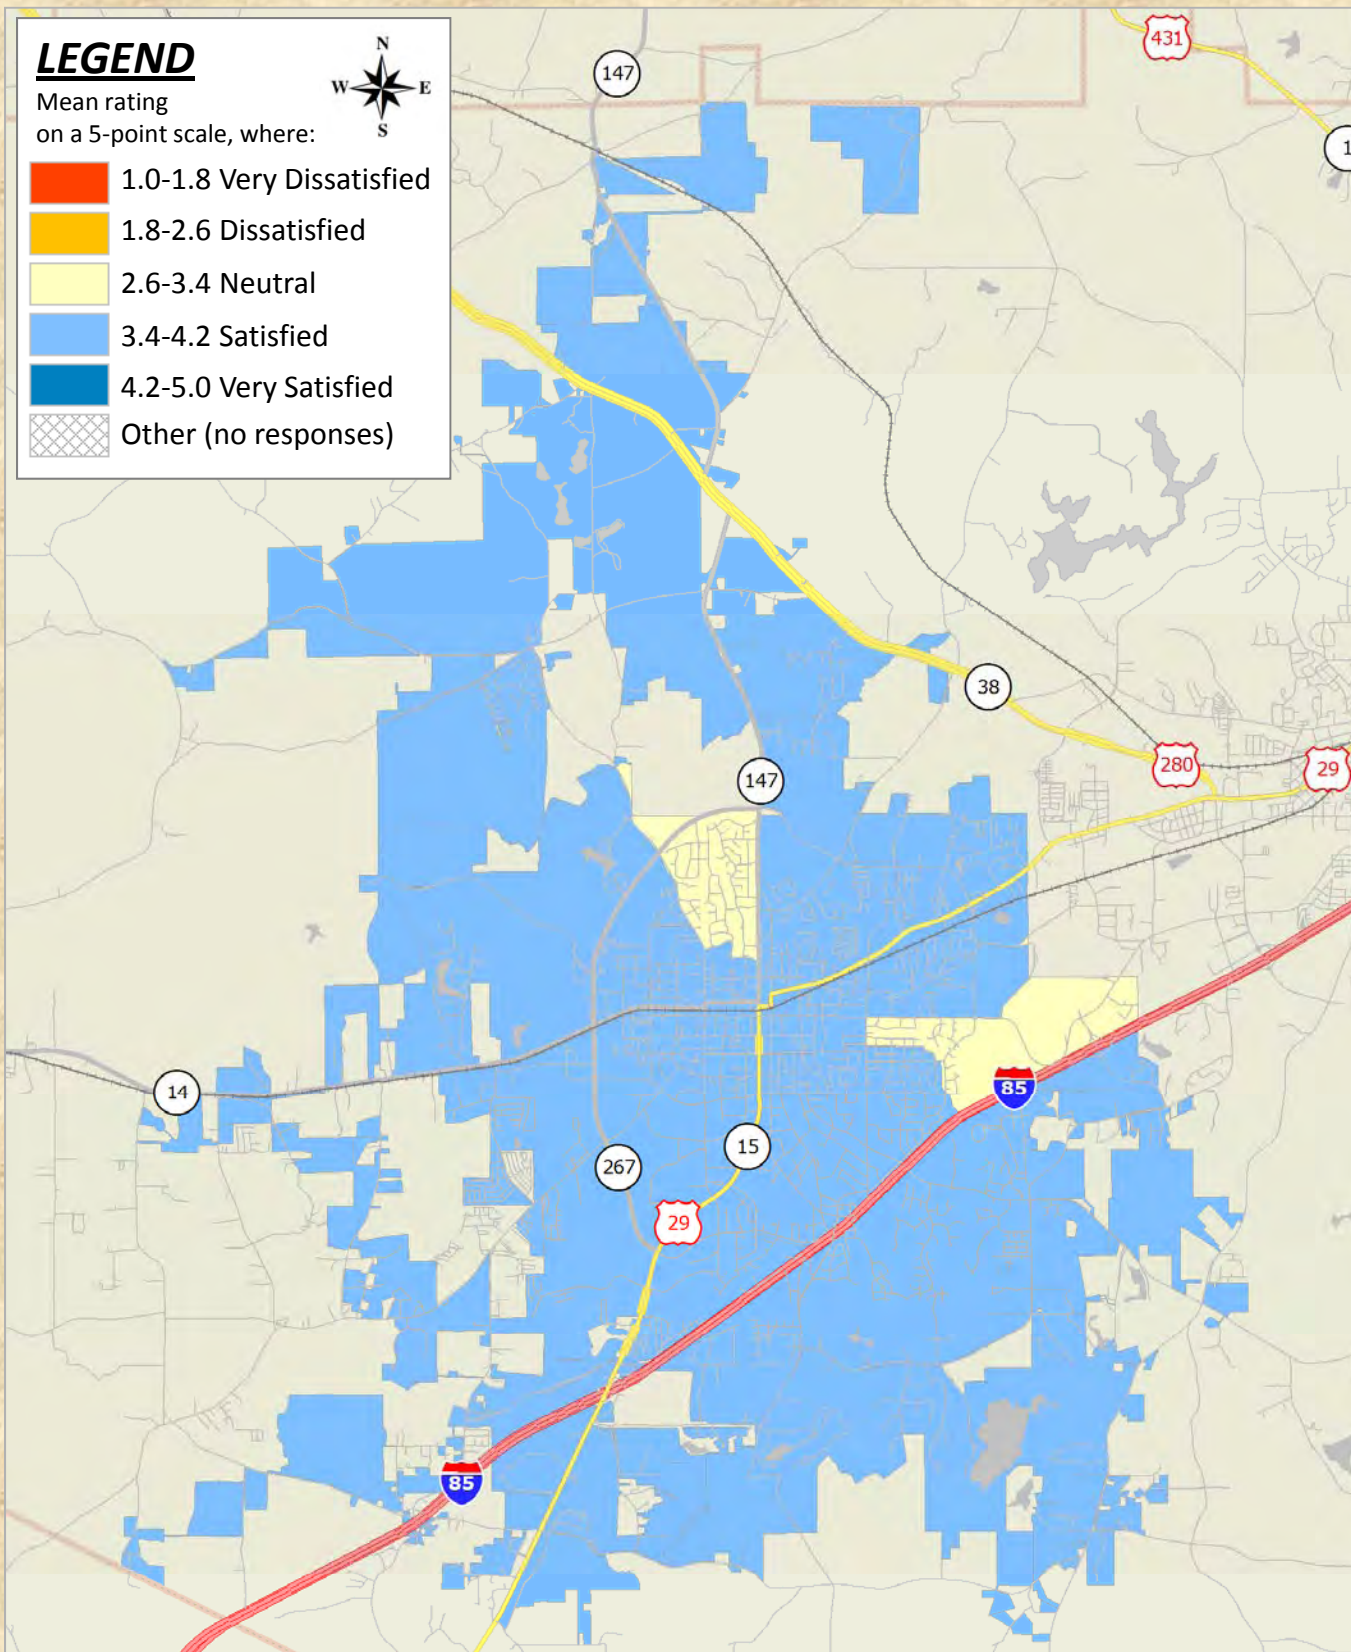 LEGEND
N
W E
S
Mean rating
on a 5-point scale, where:
1.0-1.8 Very Dissatisfied
1.8-2.6 Dissatisfied
2.6-3.4 Neutral
3.4-4.2 Satisfied
4.2-5.0 Very Satisfied
Other (no responses)
431
147
1
38
280
29
147
85
14
15
267
29
85